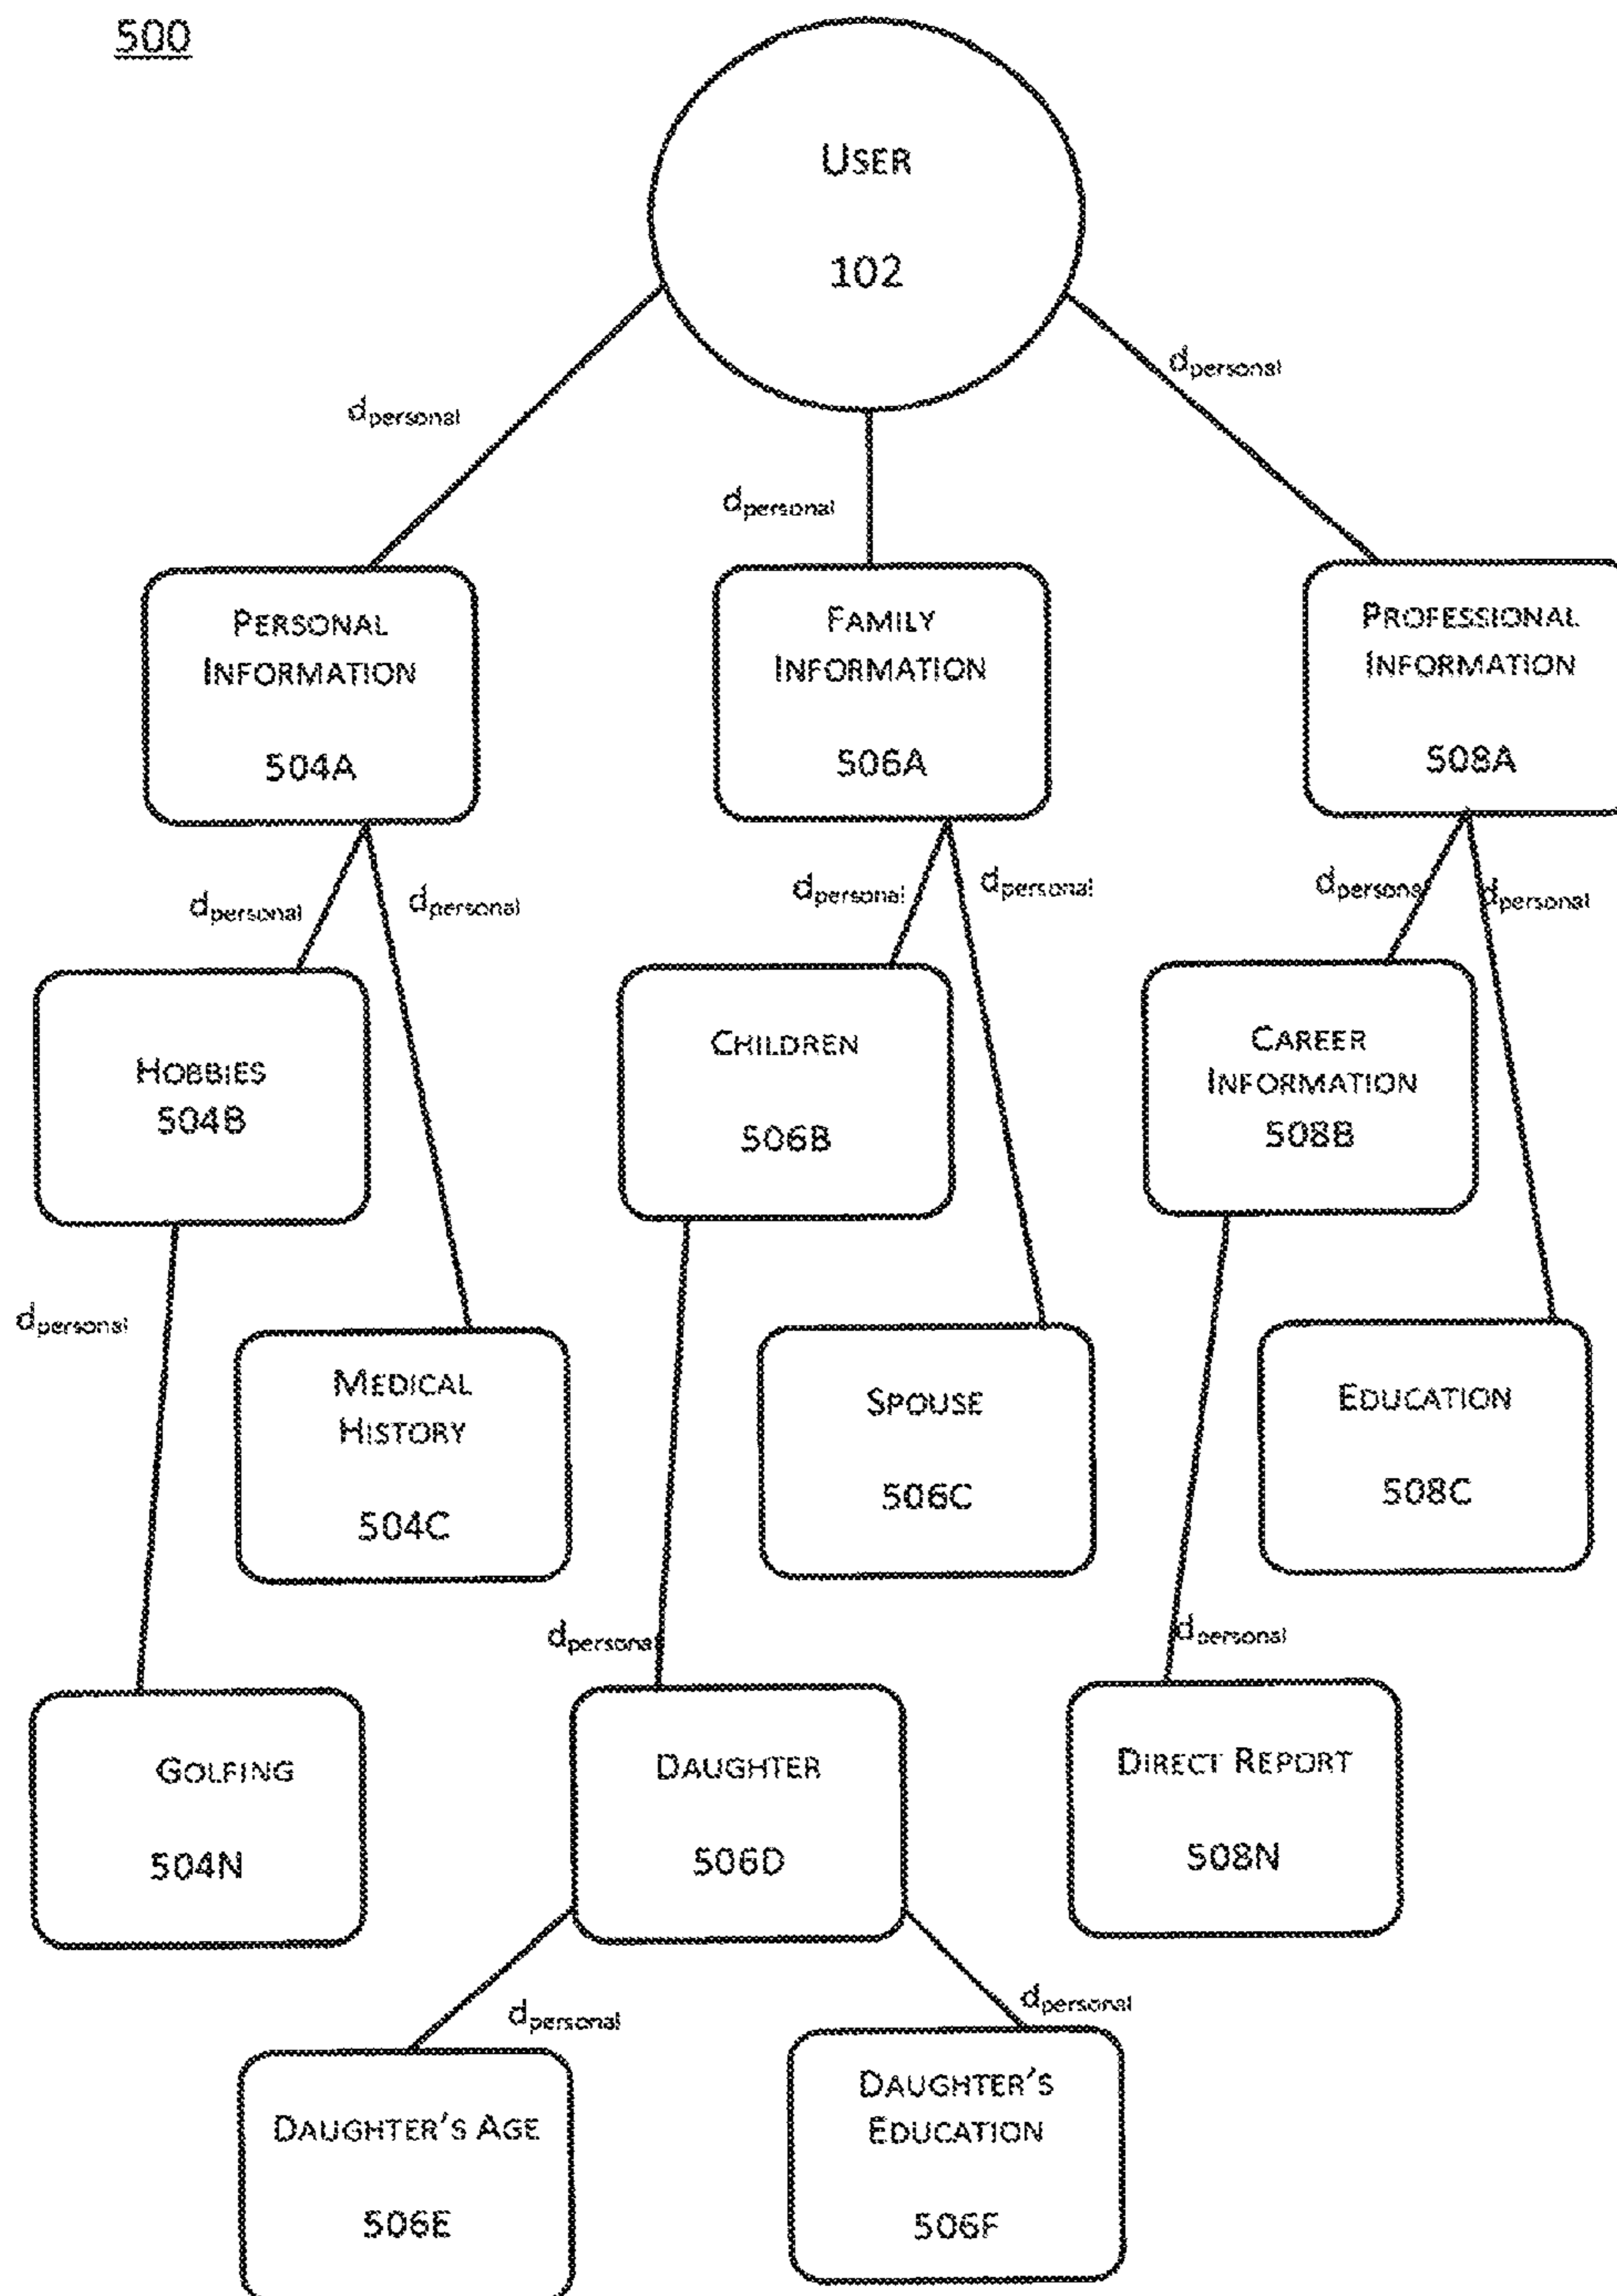 500
USER
102
dpersonal
dpersonal
dpersonal
PERSONAL
INFORMATION
504A
FAMILY
INFORMATION
506A
PROFESSIONAL
INFORMATION
508A
dpersonal
dpersonal
dpersonal
dpersonal
dpersonal
dpersonal
HOBBIES
504B
CHILDREN
506B
CAREER
INFORMATION
508B
dpersonal
MEDICAL
HISTORY
504C
SPOUSE
506C
EDUCATION
508C
dpersonal
dpersonal
GOLFING
504N
DAUGHTER
506D
DIRECT REPORT
508N
dpersonal
dpersonal
DAUGHTER'S AGE
506E
DAUGHTER'S
EDUCATION
506F